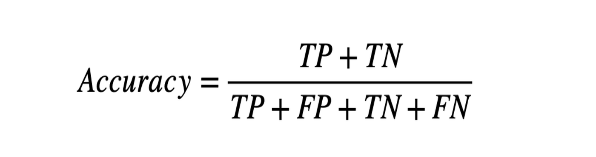 Accuracy = TP + TN / TP + FP + TN + FN